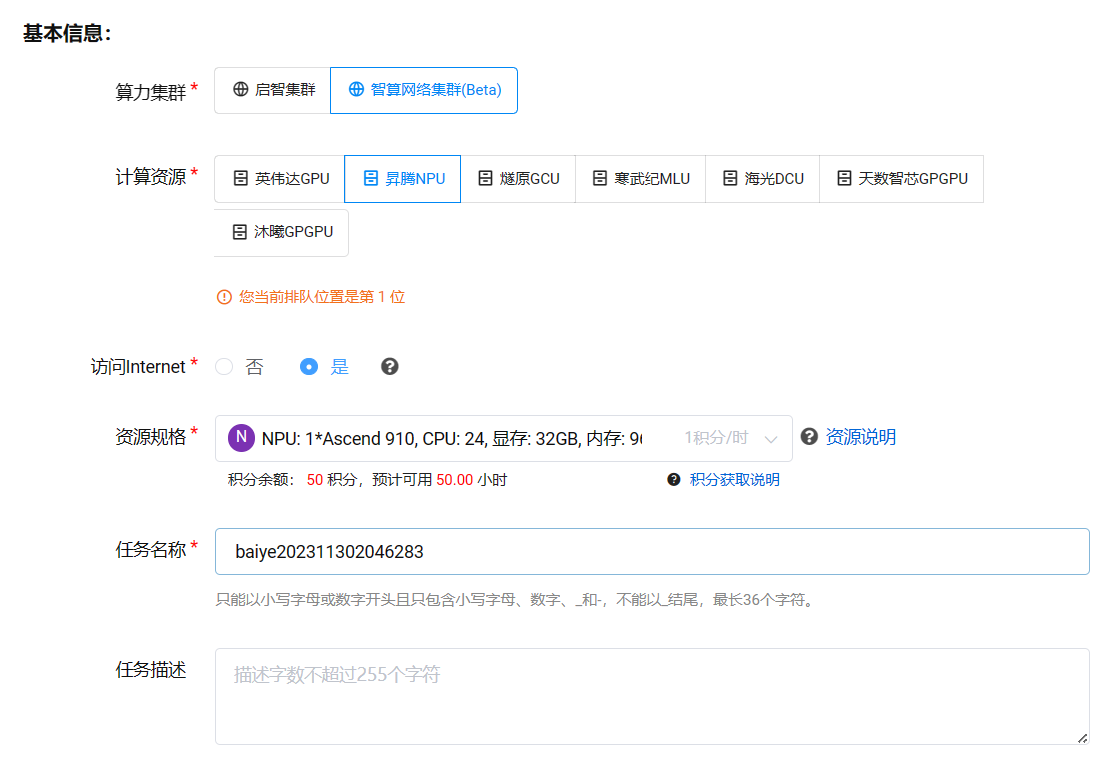 基本信息：
算力集群 * 启智集群 智算网络集群(Beta)
计算资源 * 英伟达GPU 昇腾NPU 燧原GCU 寒武纪MLU 海光DCU 天数智芯GPGPU
沐曦GPGPU
您当前排队位置是第 1 位
访问Internet * 否 是
资源规格 * N NPU: 1*Ascend 910, CPU: 24, 显存: 32GB, 内存: 96 1积分/时 资源说明
积分余额： 50 积分，预计可用 50.00 小时 积分获取说明
任务名称 * baiye202311302046283
只能以小写字母或数字开头且只包含小写字母、数字、_和-，不能以_结尾，最长36个字符。
任务描述 描述字数不超过255个字符